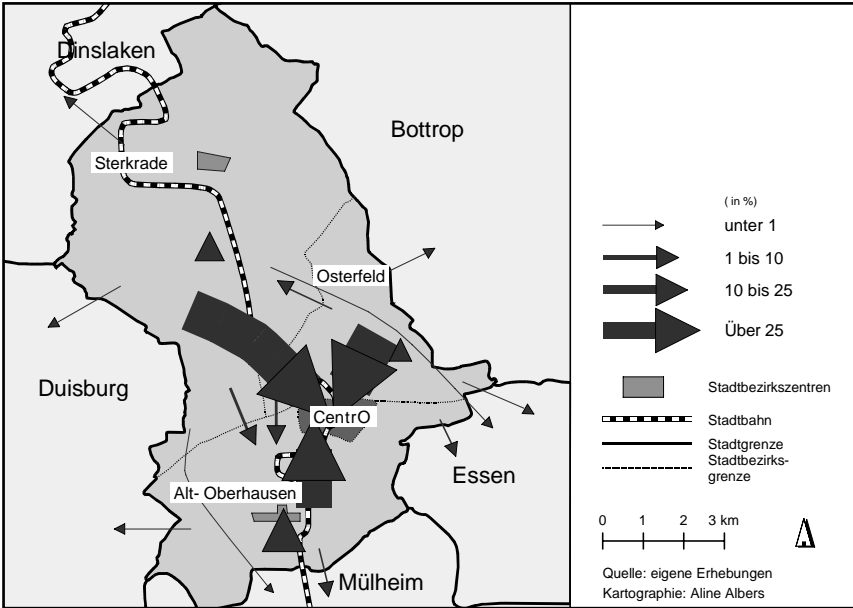 Dinslaken
Bottrop
Sterkrade
Osterfeld
Duisburg
CentrO
Essen
Alt- Oberhausen
Mülheim
( in %)
unter 1
1 bis 10
10 bis 25
Über 25
Stadtbezirkszentren
Stadtbahn
Stadtgrenze
Stadtbezirks-
grenze
0 1 2 3 km
Quelle: eigene Erhebungen
Kartographie: Aline Albers